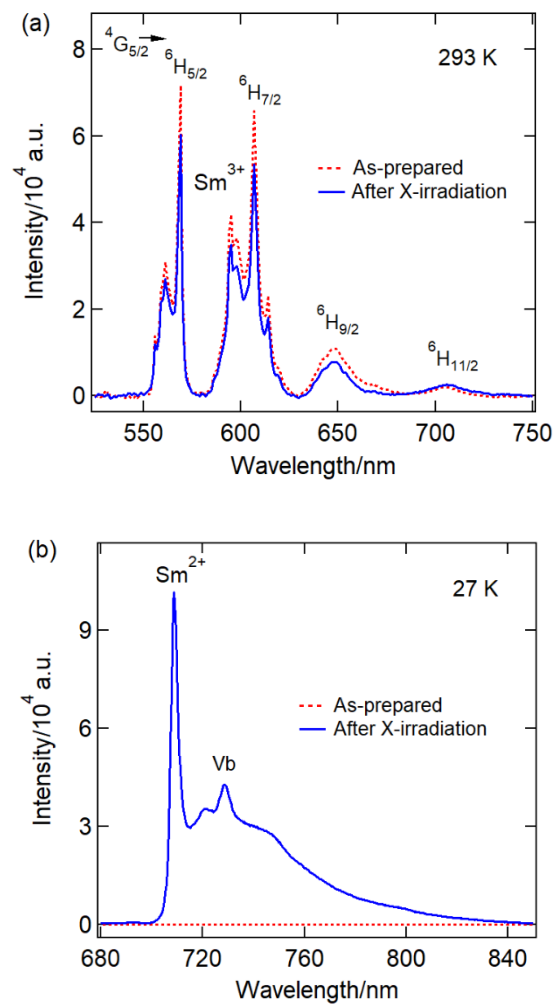 (a)
293 K
⁴G₅/₂ → ⁶H₅/₂
⁶H₇/₂
Sm³⁺
As-prepared
After X-irradiation
⁶H₉/₂
⁶H₁₁/₂
8
6
4
2
0
Intensity/10⁴ a.u.
550 600 650 700 750
Wavelength/nm
(b)
Sm²⁺
27 K
As-prepared
After X-irradiation
Vb
9
6
3
0
Intensity/10⁴ a.u.
680 720 760 800 840
Wavelength/nm